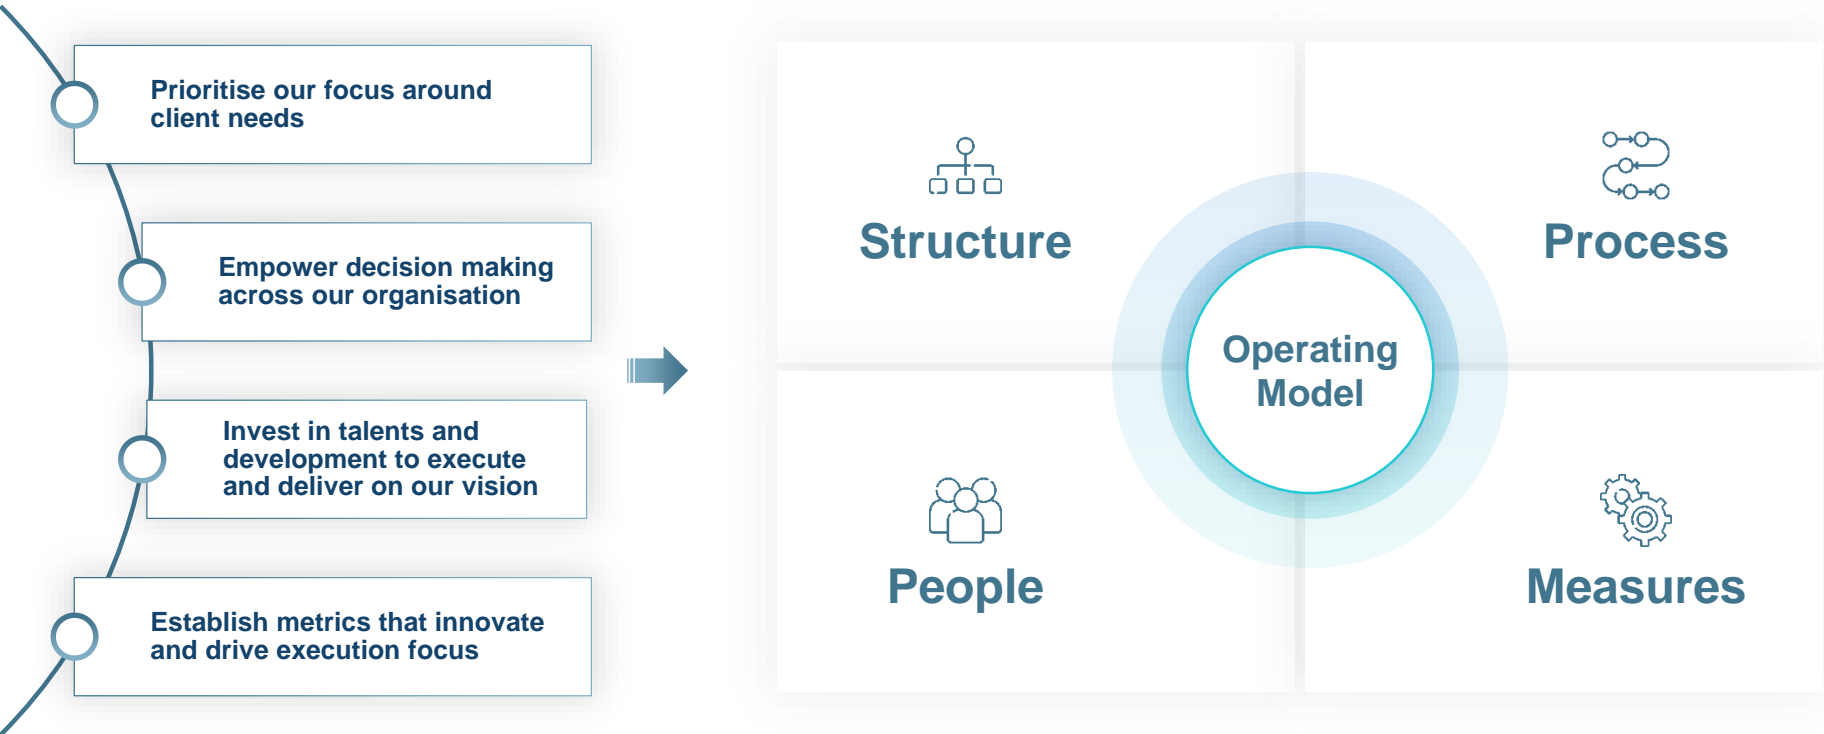 Prioritise our focus around
client needs
Empower decision making
across our organisation
Invest in talents and
development to execute
and deliver on our vision
Establish metrics that innovate
and drive execution focus
Structure
Process
Operating
Model
People
Measures